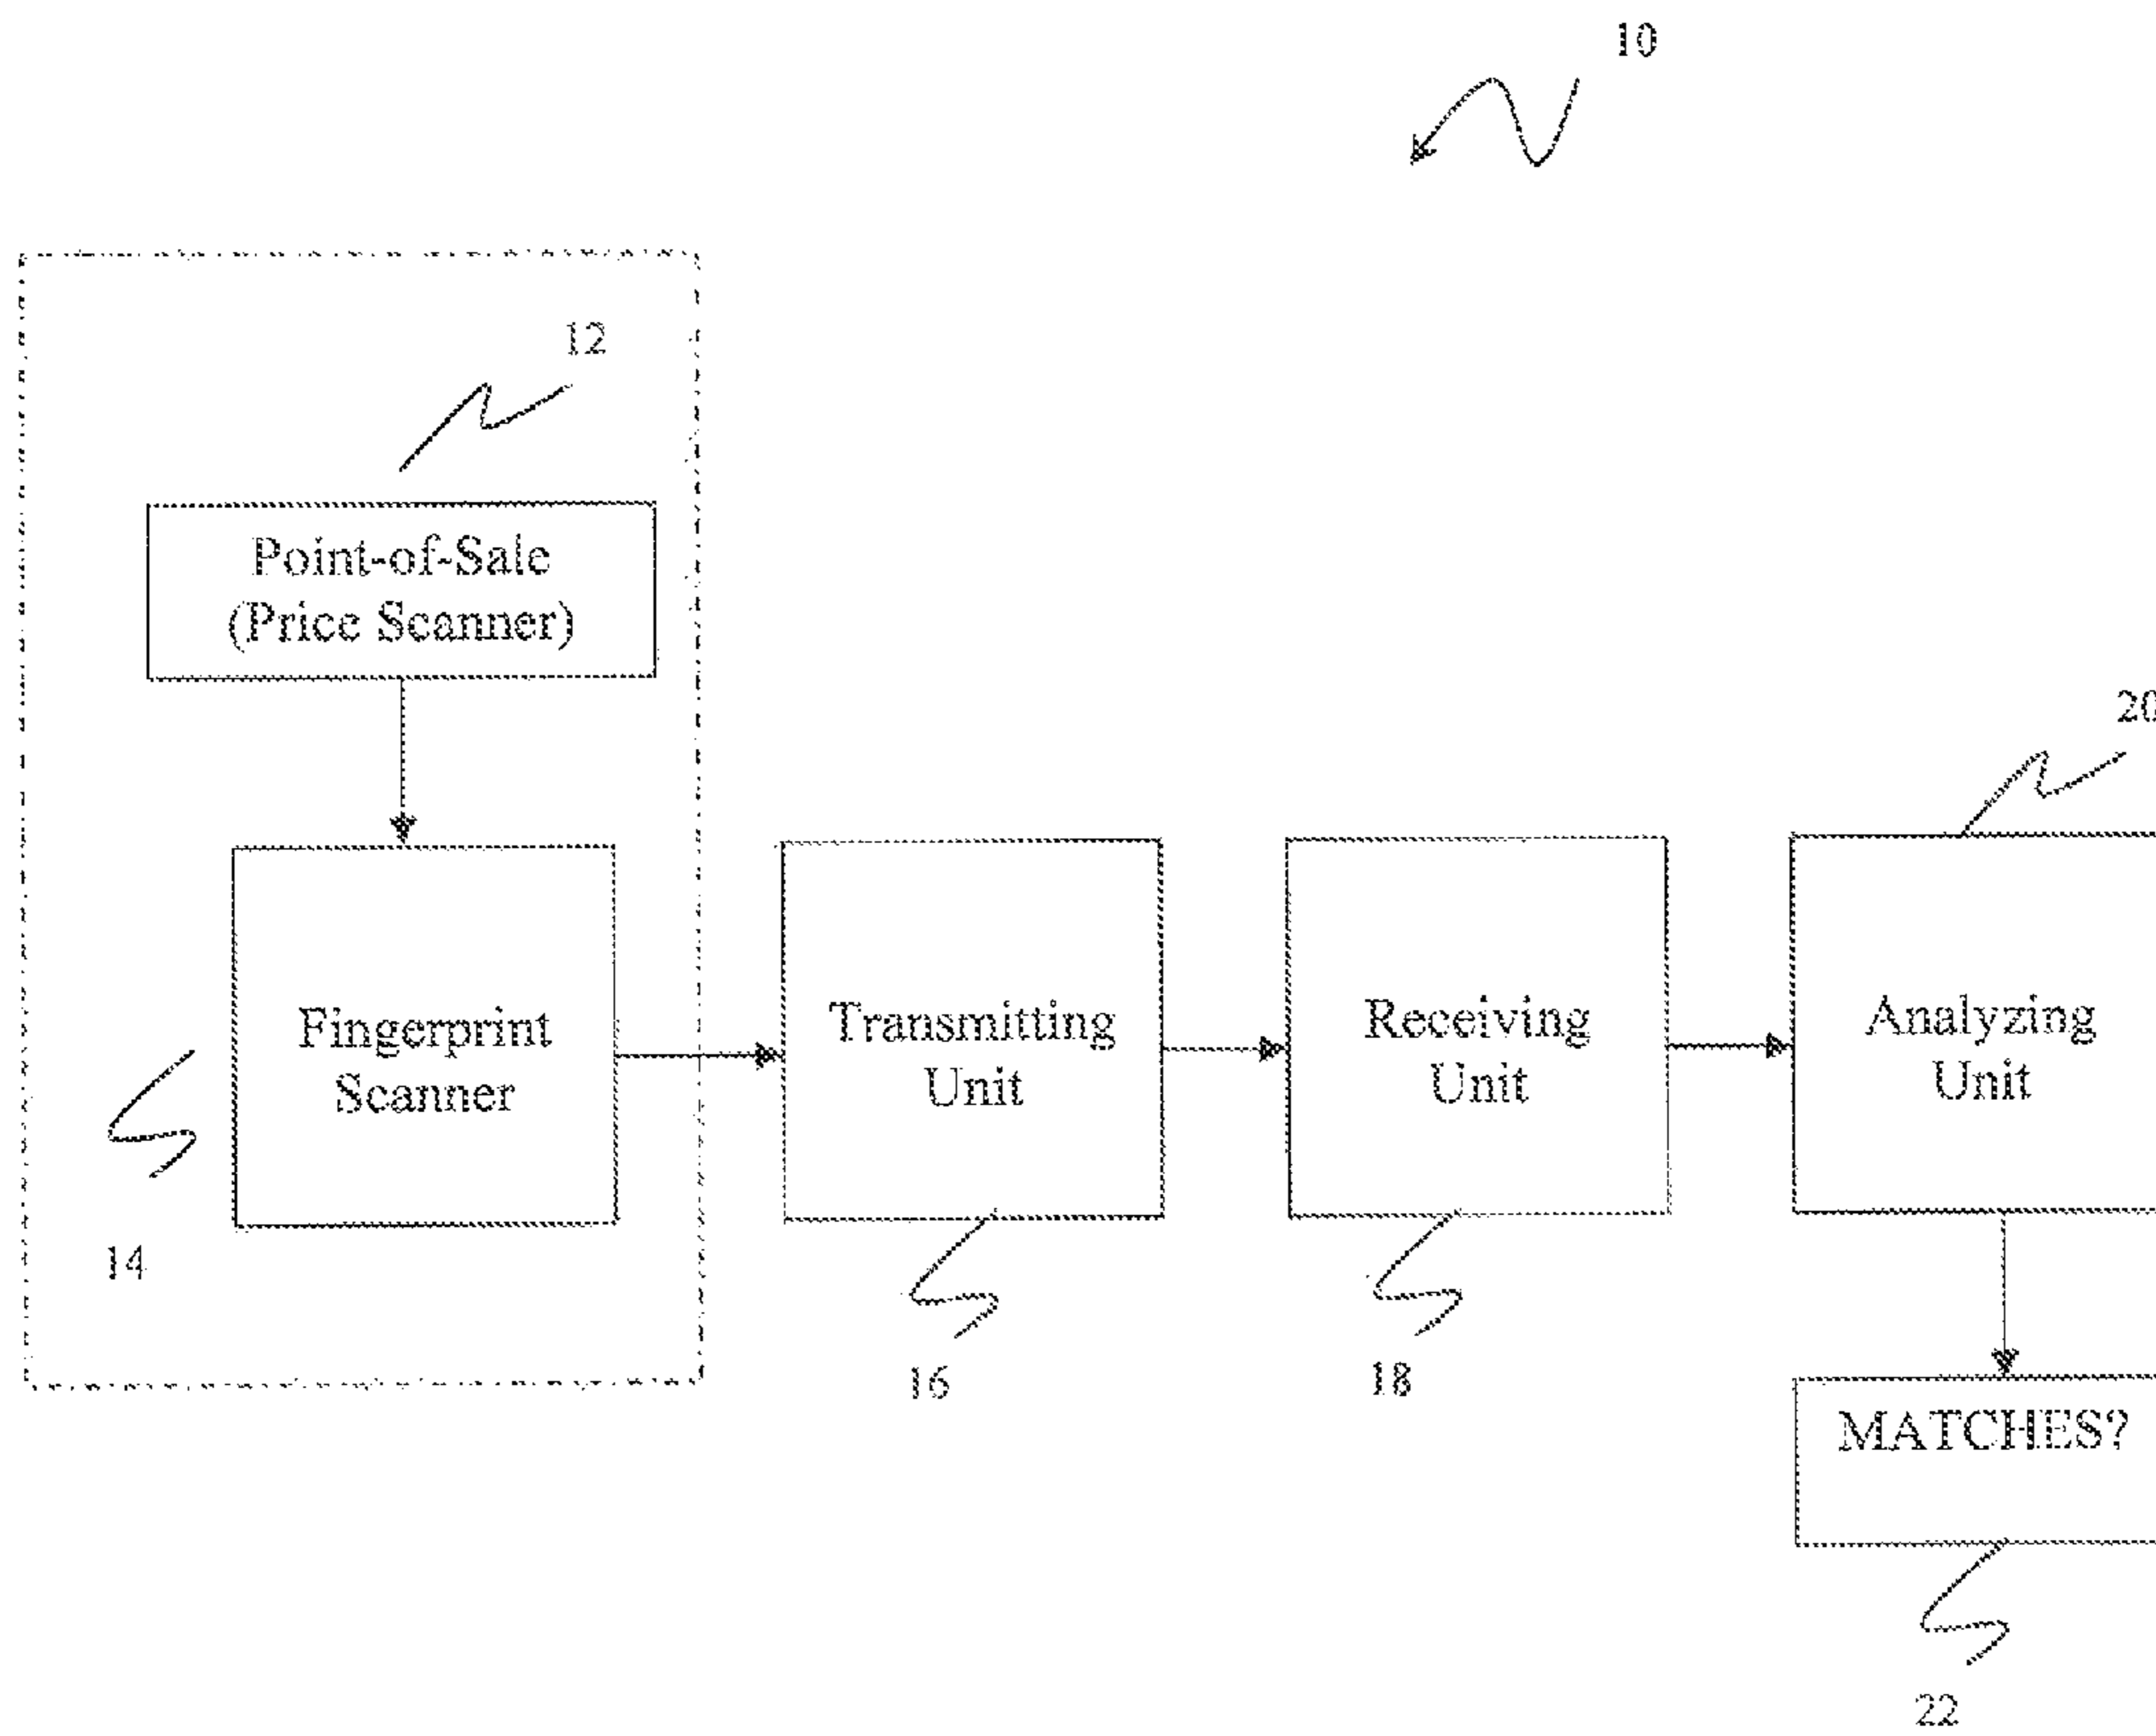 10
12
Point-of-Sale
(Price Scanner)
20
Fingerprint
Scanner
Transmitting
Unit
Receiving
Unit
Analyzing
Unit
14
16
18
MATCHES?
22